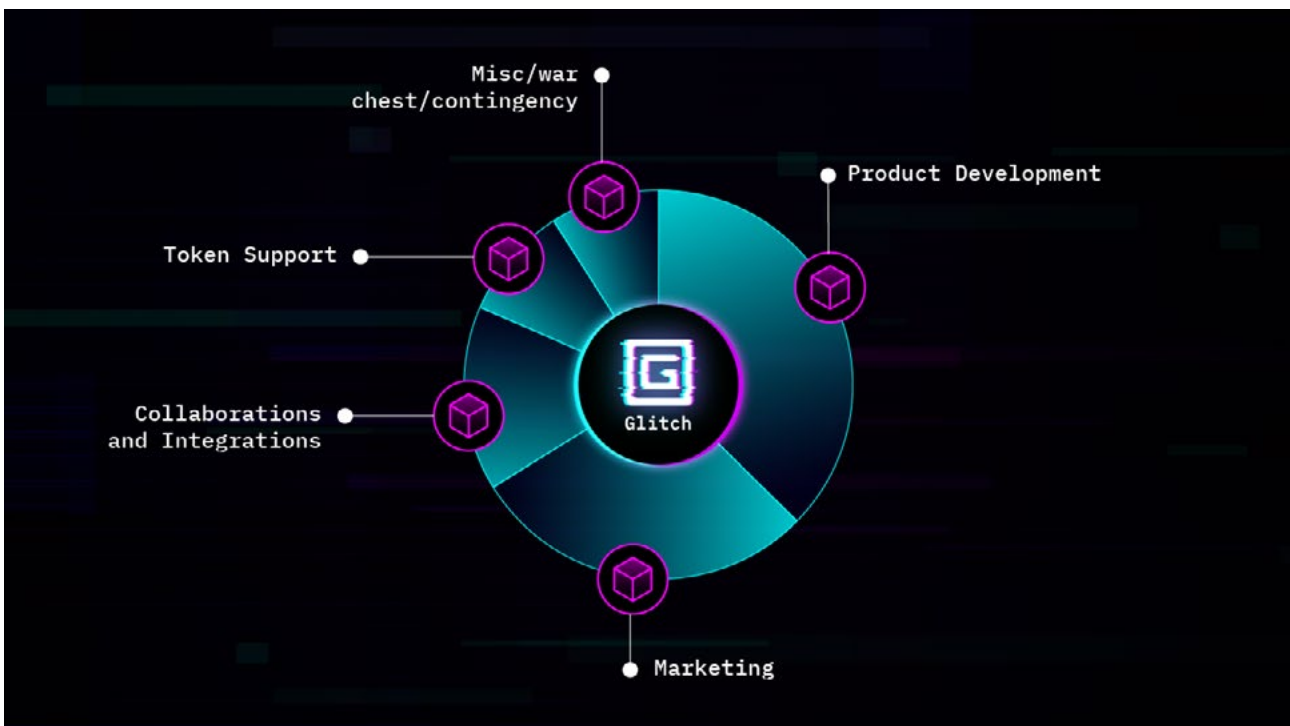 Misc/war
chest/contingency
Product Development
Token Support
Collaborations
and Integrations
G
Glitch
Marketing